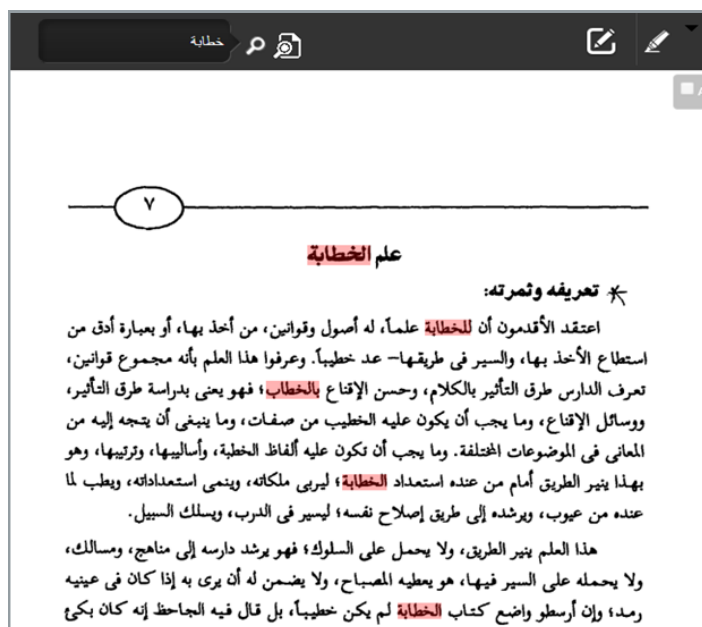 خطابة
٧
علم الخطابة
* تعريفه وثمرته:
اعتقد الأقدمون أن للخطابة علماً، له أصول وقوانين، من أخذ بها، أو بعبارة أدق من
استطاع الأخذ بها، والسير فى طريقها- عد خطيباً. وعرفوا هذا العلم بأنه مجموع قوانين،
تعرف الدارس طرق التأثير بالكلام، وحسن الإقناع بالخطاب؛ فهو يعنى بدراسة طرق التأثير،
ووسائل الإقناع، وما يجب أن يكون عليه الخطيب من صفات، وما ينبغى أن يتجه إليه من
المعانى فى الموضوعات المختلفة. وما يجب أن تكون عليه ألفاظ الخطبة، وأساليبها، وترتيبها، وهو
بهذا ينير الطريق أمام من عنده استعداد الخطابة؛ ليربى ملكاته، وينمى استعداداته، ويطب لما
عنده من عيوب، ويرشده إلى طريق إصلاح نفسه؛ ليسير فى الدرب، ويسلك السبيل.
هذا العلم ينير الطريق، ولا يحمل على السلوك؛ فهو يرشد دارسه إلى مناهج، ومسالك،
ولا يحمله على السير فيها، هو يعطيه المصباح، ولا يضمن له أن يرى به إذا كان فى عينيه
رمد؛ وإن أرسطو واضع كتاب الخطابة لم يكن خطيباً، بل قال فيه الجاحظ إنه كان بكئ